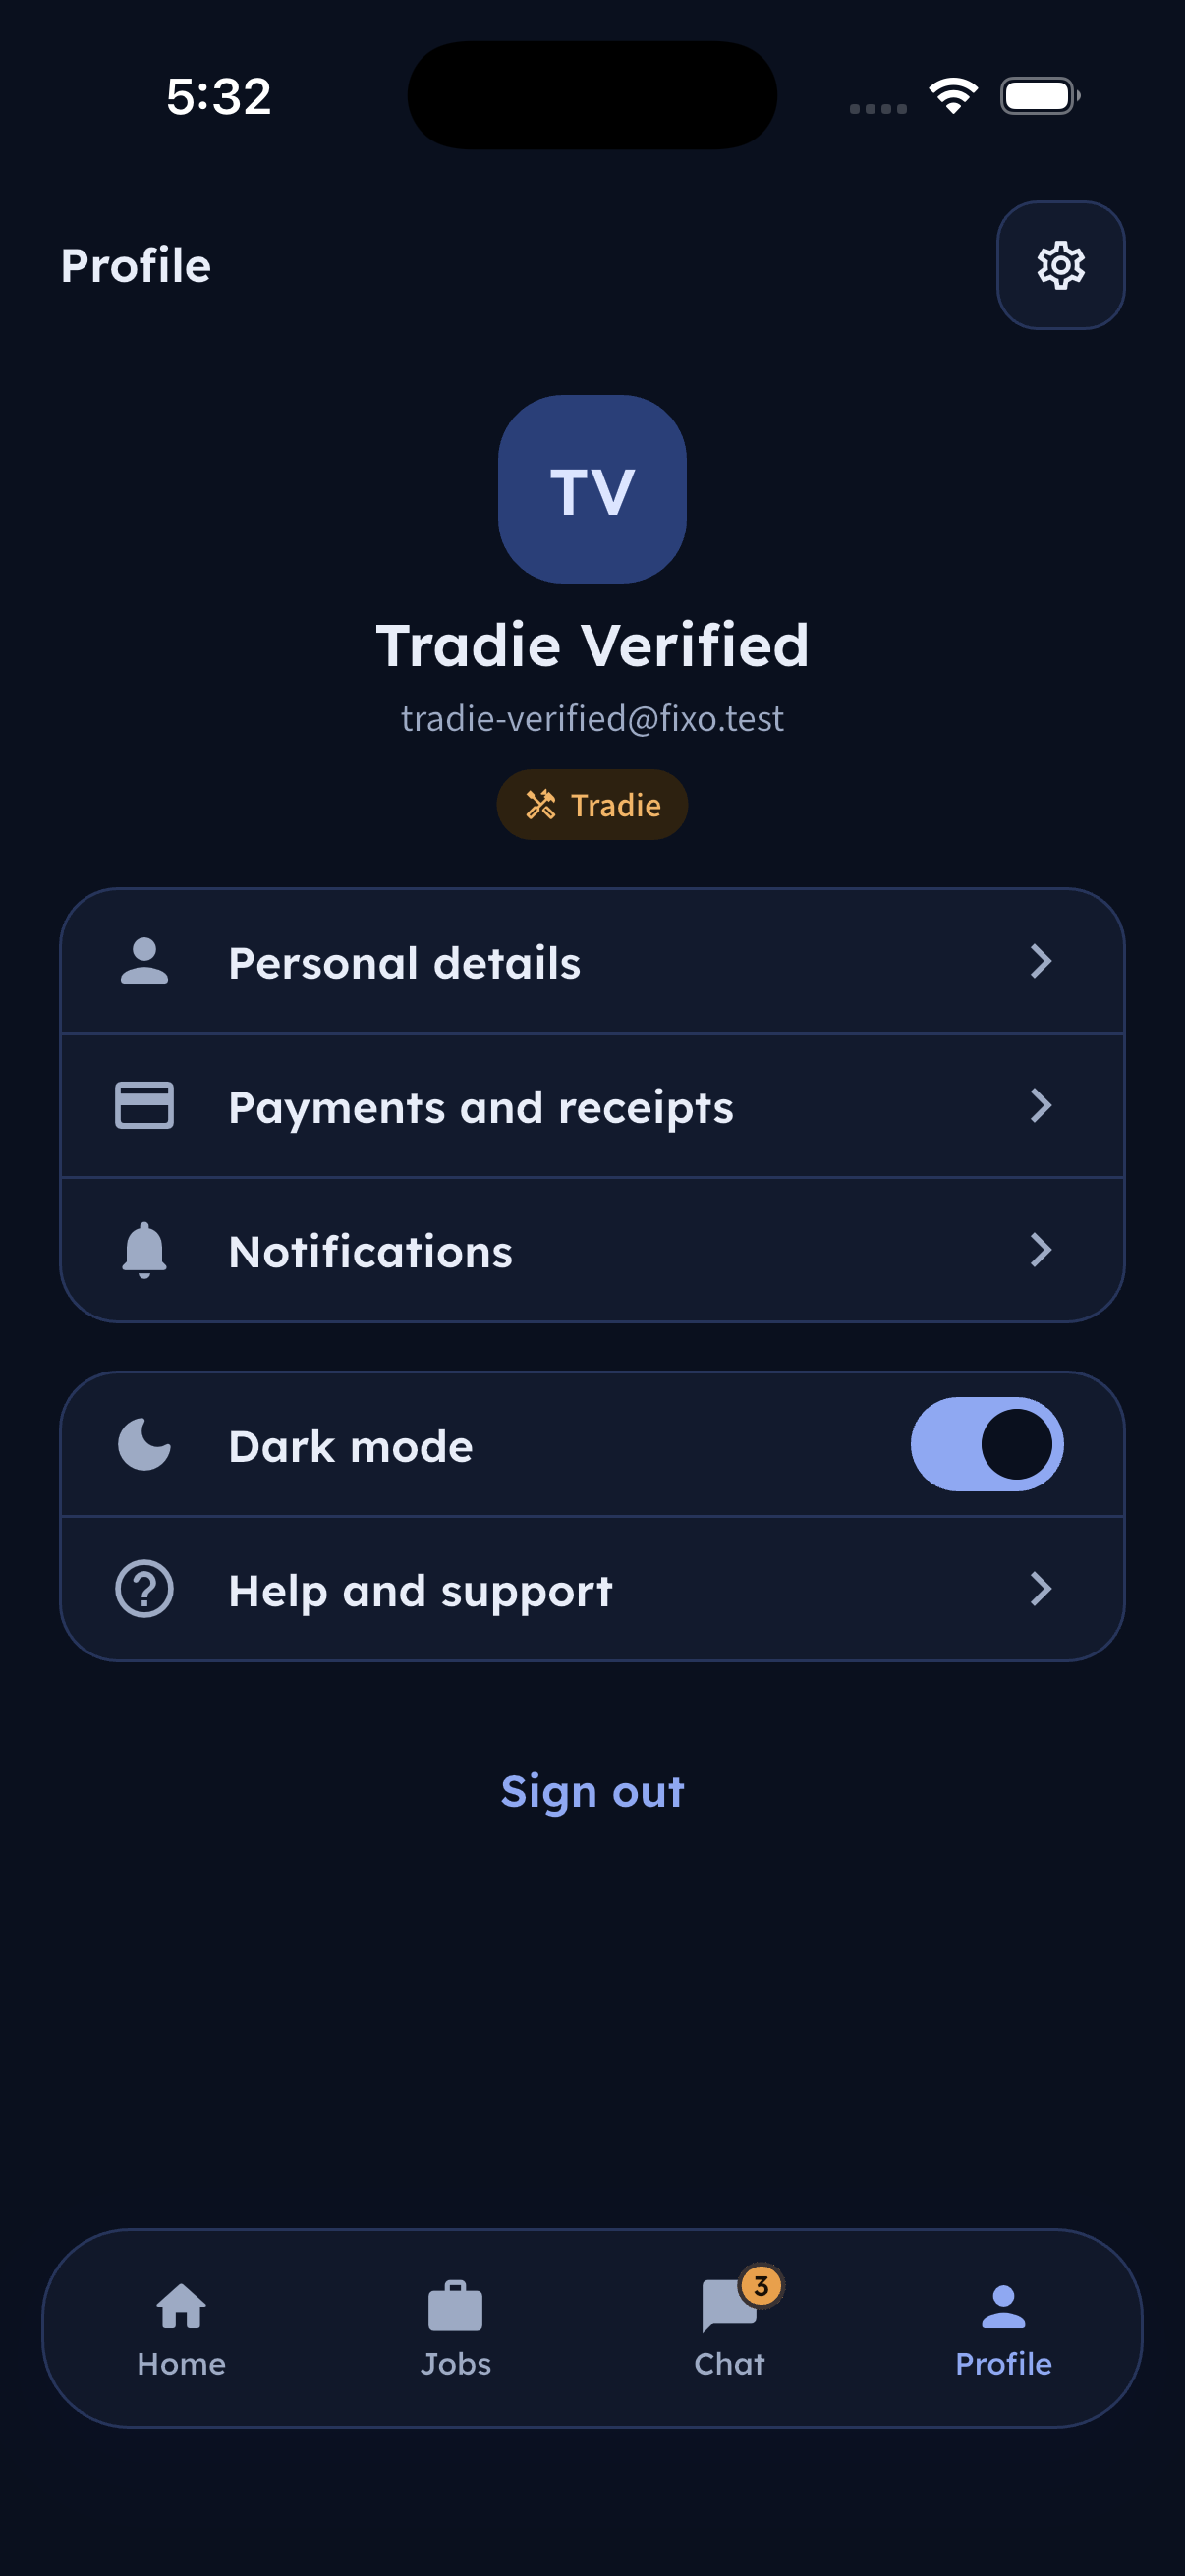 5:32
Profile
TV
Tradie Verified
tradie-verified@fixo.test
Tradie
Personal details
Payments and receipts
Notifications
Dark mode
Help and support
Sign out
3
Home
Jobs
Chat
Profile